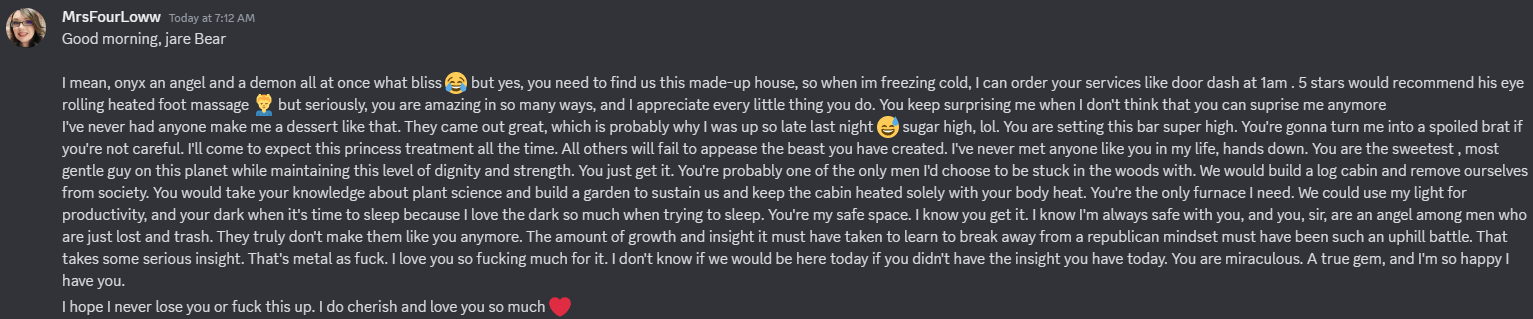 MrsFourLoww Today at 7:12 AM
Good morning, jare Bear
I mean, onyx an angel and a demon all at once what bliss 😂 but yes, you need to find us this made-up house, so when im freezing cold, I can order your services like door dash at 1am . 5 stars would recommend his eye
rolling heated foot massage 💆‍♂️ but seriously, you are amazing in so many ways, and I appreciate every little thing you do. You keep surprising me when I don't think that you can suprise me anymore
I've never had anyone make me a dessert like that. They came out great, which is probably why I was up so late last night 😅 sugar high, lol. You are setting this bar super high. You're gonna turn me into a spoiled brat if
you're not careful. I'll come to expect this princess treatment all the time. All others will fail to appease the beast you have created. I've never met anyone like you in my life, hands down. You are the sweetest , most
gentle guy on this planet while maintaining this level of dignity and strength. You just get it. You're probably one of the only men I'd choose to be stuck in the woods with. We would build a log cabin and remove ourselves
from society. You would take your knowledge about plant science and build a garden to sustain us and keep the cabin heated solely with your body heat. You're the only furnace I need. We could use my light for
productivity, and your dark when it's time to sleep because I love the dark so much when trying to sleep. You're my safe space. I know you get it. I know I'm always safe with you, and you, sir, are an angel among men who
are just lost and trash. They truly don't make them like you anymore. The amount of growth and insight it must have taken to learn to break away from a republican mindset must have been such an uphill battle. That
takes some serious insight. That's metal as fuck. I love you so fucking much for it. I don't know if we would be here today if you didn't have the insight you have today. You are miraculous. A true gem, and I'm so happy I
have you.
I hope I never lose you or fuck this up. I do cherish and love you so much ❤️